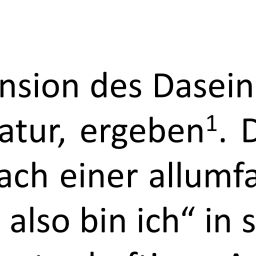 nsion des Dasein
atur, ergeben¹. D
ach einer allumfa
also bin ich“ in s